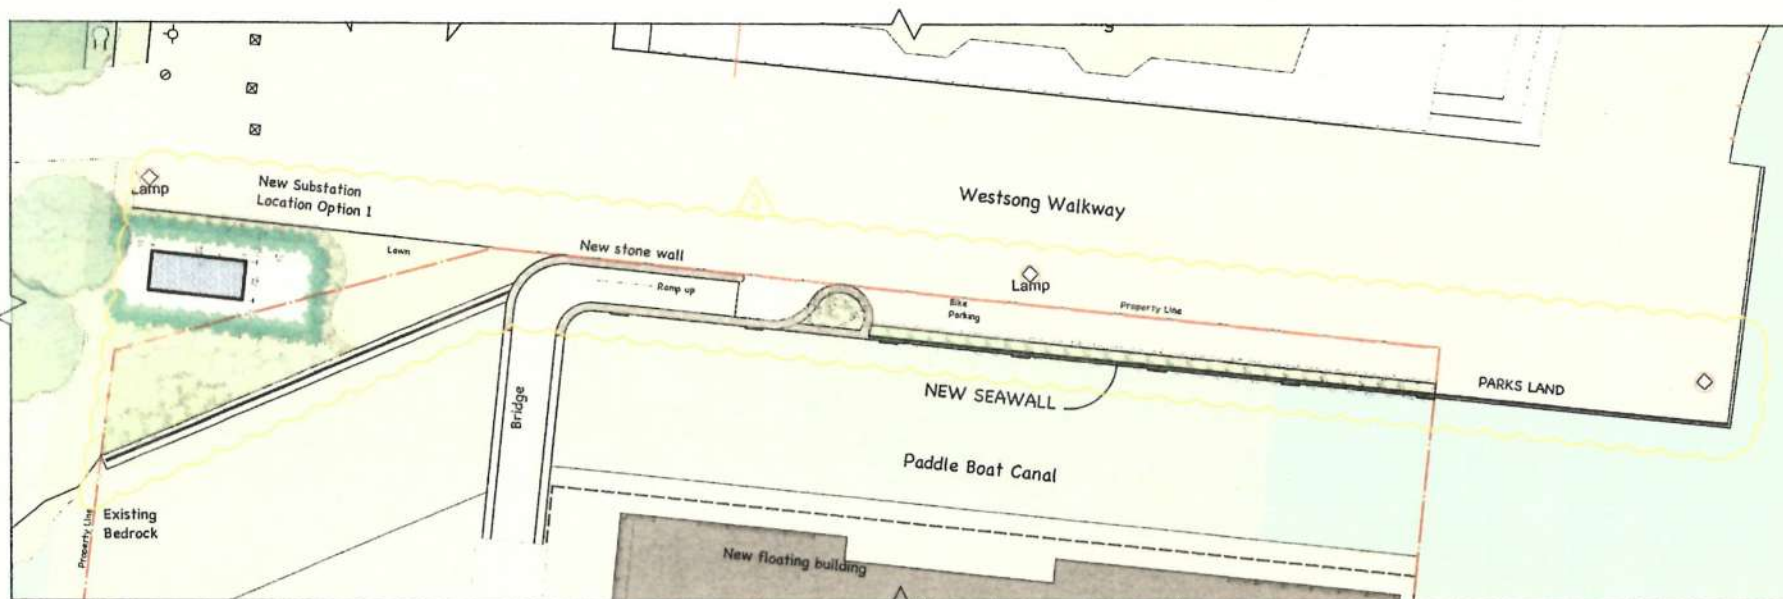 Lamp
New Substation
Location Option 1
Westsong Walkway
Lawn
New stone wall
Ramp up
Lamp
Bike
Parking
Property Line
NEW SEAWALL
PARKS LAND
Bridge
Paddle Boat Canal
Existing
Bedrock
Property Line
New floating building